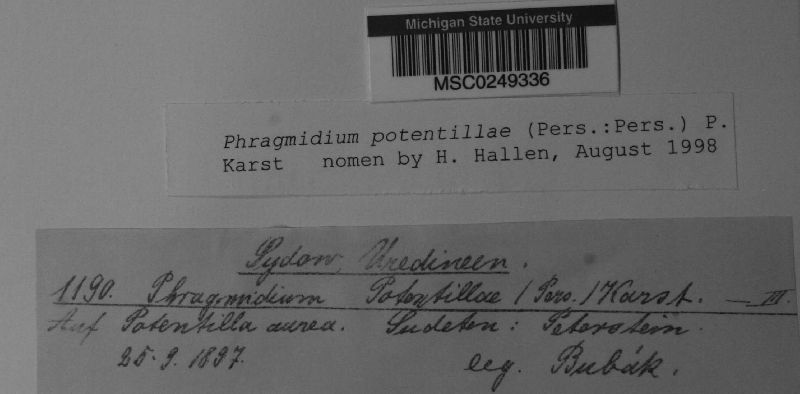 Michigan State University
MSC0249336
Phragmidium potentillae (Pers.:Pers.) P.
Karst nomen by H. Hallen, August 1998
Sydow, Uredineen.
1190. Phragmidium Potentillae (Pers.) Karst. — III.
Auf Potentilla aurea. Sudeten: Peterstein.
25. 9. 1897. leg. Bubák.